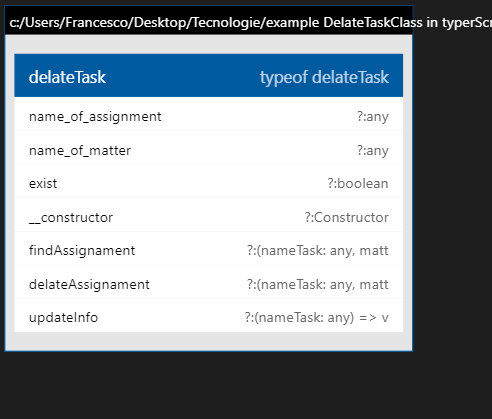 c:/Users/Francesco/Desktop/Tecnologie/example DelateTaskClass in typerScr
delateTask typeof delateTask
name_of_assignment ?:any
name_of_matter ?:any
exist ?:boolean
__constructor ?:Constructor
findAssignament ?:(nameTask: any, matt
delateAssignament ?:(nameTask: any, matt
updateInfo ?:(nameTask: any) => v